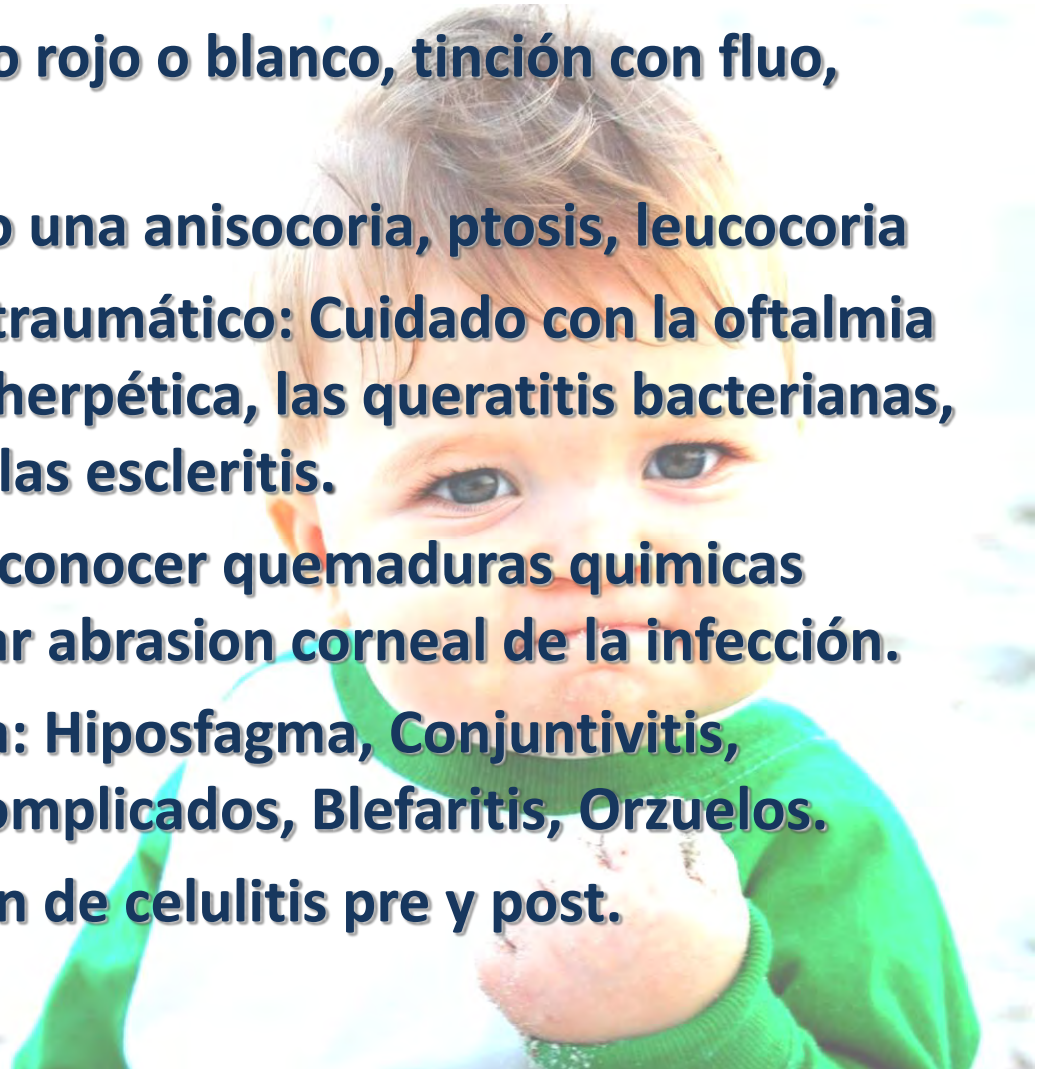 o rojo o blanco, tinción con fluo,
o una anisocoria, ptosis, leucocoria
traumático: Cuidado con la oftalmia
herpética, las queratitis bacterianas,
las escleritis.
conocer quemaduras quimicas
ar abrasion corneal de la infección.
n: Hiposfagma, Conjuntivitis,
omplicados, Blefaritis, Orzuelos.
n de celulitis pre y post.